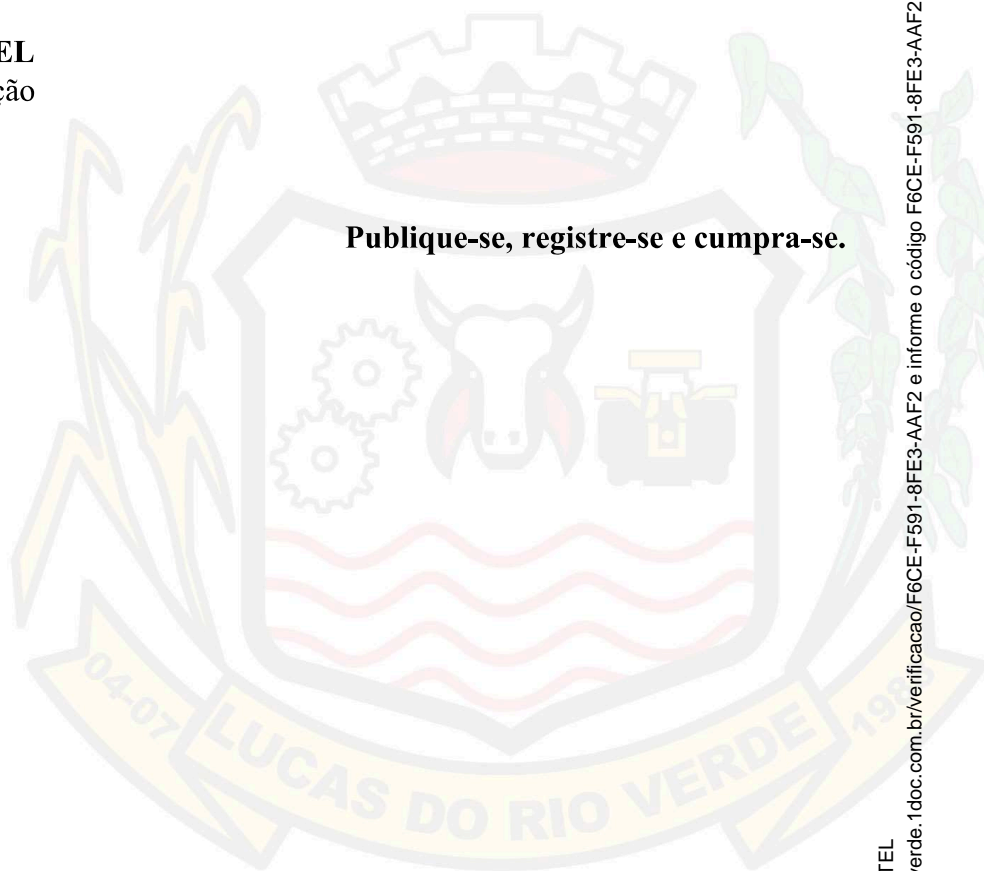 EL
ção
Publique-se, registre-se e cumpra-se.
04-07
LUCAS DO RIO VERDE
TEL
verde.1doc.com.br/verificacao/F6CE-F591-8FE3-AAF2 e informe o código F6CE-F591-8FE3-AAF2